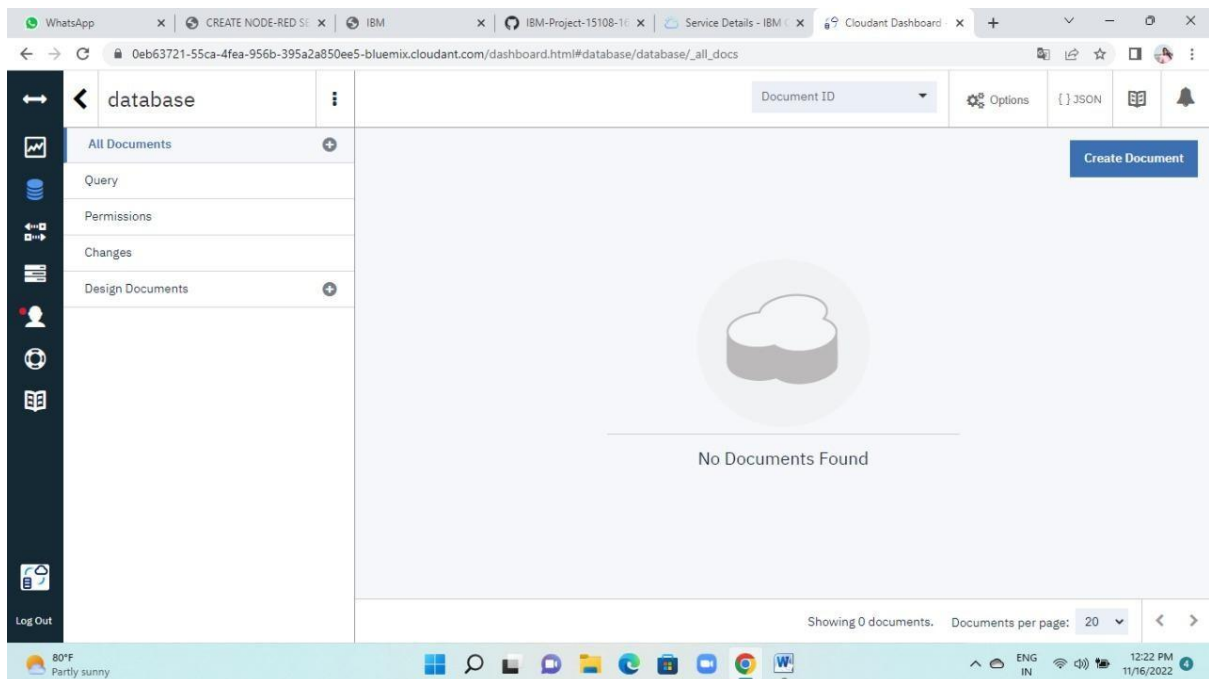 WhatsApp
CREATE NODE-RED SE
IBM
IBM-Project-15108-16
Service Details - IBM C
Cloudant Dashboard -
0eb63721-55ca-4fea-956b-395a2a850ee5-bluemix.cloudant.com/dashboard.html#database/database/_all_docs
database
Document ID
Options
{ } JSON
All Documents
Create Document
Query
Permissions
Changes
Design Documents
No Documents Found
Log Out
Showing 0 documents.
Documents per page: 20
80°F
Partly sunny
ENG
IN
12:22 PM
11/16/2022
4